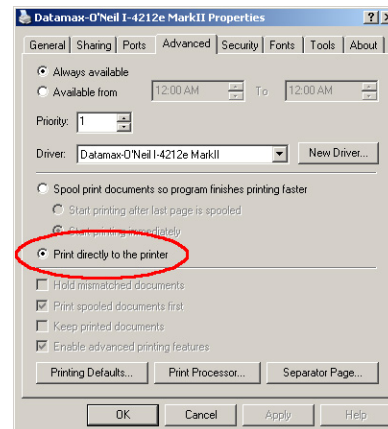 Datamax-O'Neil I-4212e MarkII Properties
General Sharing Ports Advanced Security Fonts Tools About
Always available
Available from 12:00 AM To 12:00 AM
Priority: 1
Driver: Datamax-O'Neil I-4212e MarkII New Driver...
Spool print documents so program finishes printing faster
Start printing after last page is spooled
Start printing immediately
Print directly to the printer
Hold mismatched documents
Print spooled documents first
Keep printed documents
Enable advanced printing features
Printing Defaults... Print Processor... Separator Page...
OK Cancel Apply Help